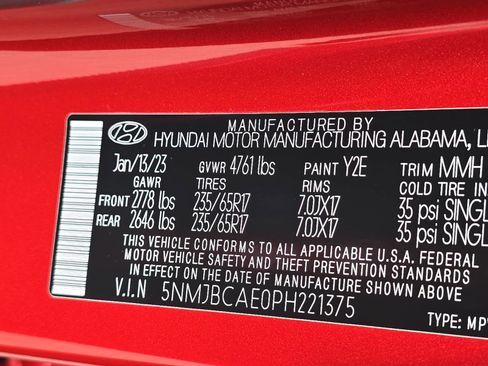 MANUFACTURED BY
HYUNDAI MOTOR MANUFACTURING ALABAMA,
Jan/13/23 GVWR 4761 lbs PAINT Y2E TRIM MMH
GAWR TIRES RIMS COLD TIRE
FRONT 2778 lbs 235/65R17 7.0JX17 35 psi SINGL
REAR 2646 lbs 235/65R17 7.0JX17 35 psi SINGL
THIS VEHICLE CONFORMS TO ALL APPLICABLE U.S.A. FEDERAL
MOTOR VEHICLE SAFETY AND THEFT PREVENTION STANDARDS
IN EFFECT ON THE DATE OF MANUFACTURE SHOWN ABOVE.
V.I.N 5NMJBCAE0PH221375
TYPE: MP